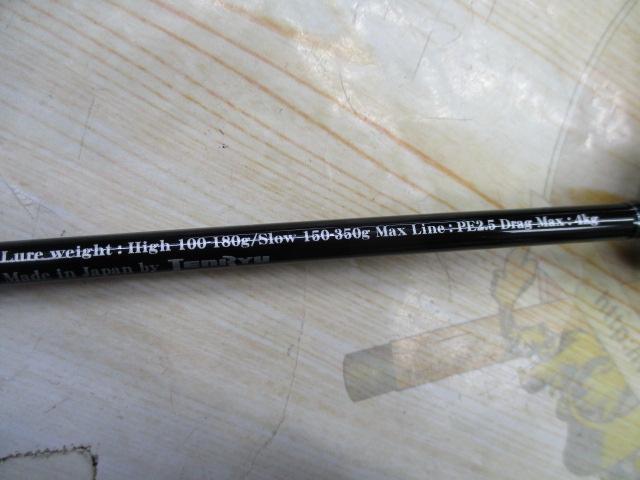 Lure weight : High 100-180g/Slow 150-350g Max Line : PE2.5 Drag Max : 4kg
Made in Japan by TenRyu